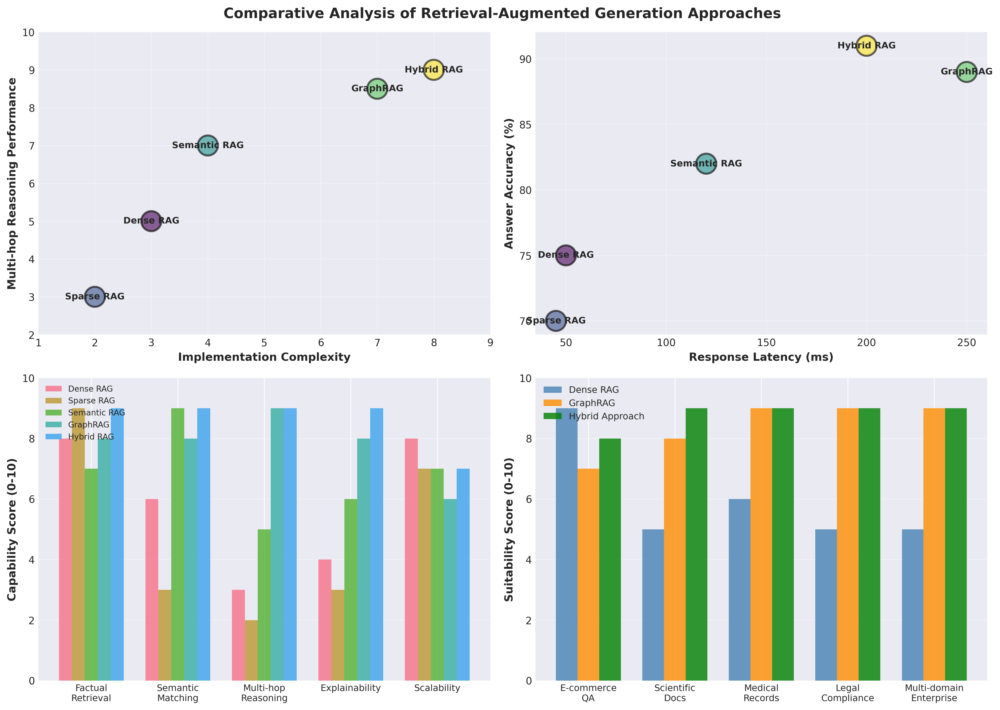 Comparative Analysis of Retrieval-Augmented Generation Approaches
Multi-hop Reasoning Performance
10
9
8
7
6
5
4
3
2
Hybrid RAG
GraphRAG
Semantic RAG
Dense RAG
Sparse RAG
1 2 3 4 5 6 7 8 9
Implementation Complexity
Answer Accuracy (%)
90
85
80
75
70
Hybrid RAG
GraphRAG
Semantic RAG
Dense RAG
Sparse RAG
50 100 150 200 250
Response Latency (ms)
Capability Score (0-10)
10
8
6
4
2
0
Dense RAG
Sparse RAG
Semantic RAG
GraphRAG
Hybrid RAG
Factual Semantic Multi-hop Explainability Scalability
Retrieval Matching Reasoning
Suitability Score (0-10)
10
8
6
4
2
0
Dense RAG
GraphRAG
Hybrid Approach
E-commerce Scientific Medical Legal Multi-domain
QA Docs Records Compliance Enterprise